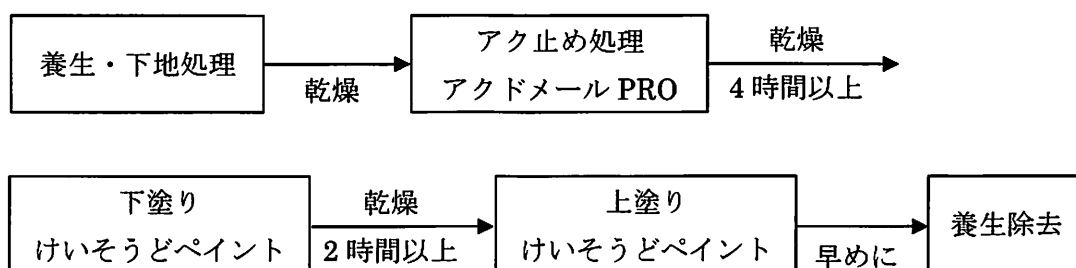 養生・下地処理
乾燥
アク止め処理
アクドメール PRO
乾燥
4 時間以上
下塗り
けいそうどペイント
乾燥
2 時間以上
上塗り
けいそうどペイント
早めに
養生除去